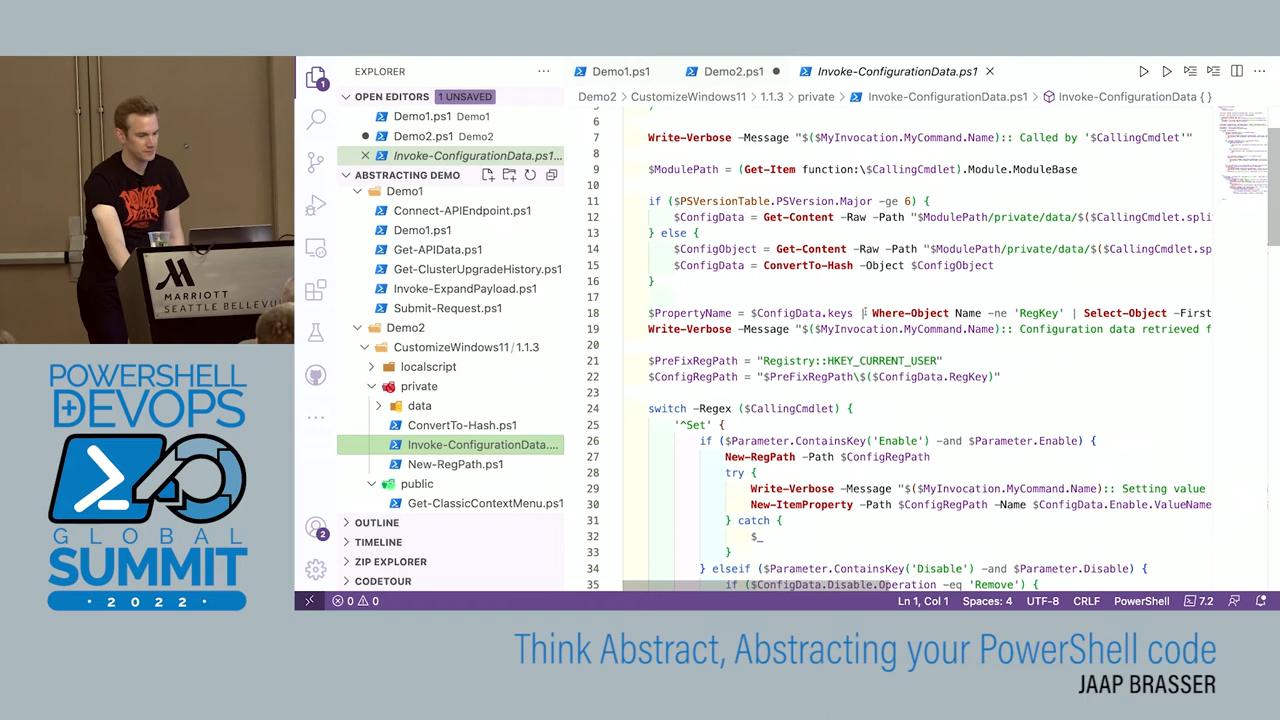 EXPLORER
···
OPEN EDITORS 1 UNSAVED
Demo1.ps1 Demo1
Demo2.ps1 Demo2
Invoke-ConfigurationData.ps1...
ABSTRACTING DEMO
Demo1
Connect-APIEndpoint.ps1
Demo1.ps1
Get-APIData.ps1
Get-ClusterUpgradeHistory.ps1
Invoke-ExpandPayload.ps1
Submit-Request.ps1
Demo2
CustomizeWindows11/1.1.3
localscript
private
data
ConvertTo-Hash.ps1
Invoke-ConfigurationData....
New-RegPath.ps1
public
Get-ClassicContextMenu.ps1
OUTLINE
TIMELINE
ZIP EXPLORER
CODETOUR
Demo1.ps1 Demo2.ps1 Invoke-ConfigurationData.ps1
Demo2 > CustomizeWindows11 > 1.1.3 > private > Invoke-ConfigurationData.ps1 > Invoke-ConfigurationData { }
6
7 Write-Verbose -Message "$($MyInvocation.MyCommand.Name):: Called by '$CallingCmdlet'"
8
9 $ModulePath = (Get-Item function:\$CallingCmdlet).Module.ModuleBase
10
11 if ($PSVersionTable.PSVersion.Major -ge 6) {
12 $ConfigData = Get-Content -Raw -Path "$ModulePath/private/data/$($CallingCmdlet.split
13 } else {
14 $ConfigObject = Get-Content -Raw -Path "$ModulePath/private/data/$($CallingCmdlet.sp
15 $ConfigData = ConvertTo-Hash -Object $ConfigObject
16 }
17
18 $PropertyName = $ConfigData.keys | Where-Object Name -ne 'RegKey' | Select-Object -First
19 Write-Verbose -Message "$($MyInvocation.MyCommand.Name):: Configuration data retrieved f
20
21 $PreFixRegPath = "Registry::HKEY_CURRENT_USER"
22 $ConfigRegPath = "$PreFixRegPath\$($ConfigData.RegKey)"
23
24 switch -Regex ($CallingCmdlet) {
25 '^Set' {
26 if ($Parameter.ContainsKey('Enable') -and $Parameter.Enable) {
27 New-RegPath -Path $ConfigRegPath
28 try {
29 Write-Verbose -Message "$($MyInvocation.MyCommand.Name):: Setting value
30 New-ItemProperty -Path $ConfigRegPath -Name $ConfigData.Enable.ValueName
31 } catch {
32 $_
33 }
34 } elseif ($Parameter.ContainsKey('Disable') -and $Parameter.Disable) {
35 if ($ConfigData.Disable.Operation -eq 'Remove') {
1
2
0 0
Ln 1, Col 1 Spaces: 4 UTF-8 CRLF PowerShell 7.2
MARRIOTT
SEATTLE BELLEVU
POWERSHELL
DEVOPS
GLOBAL
SUMMIT
· 2022 ·
Think Abstract, Abstracting your PowerShell code
JAAP BRASSER